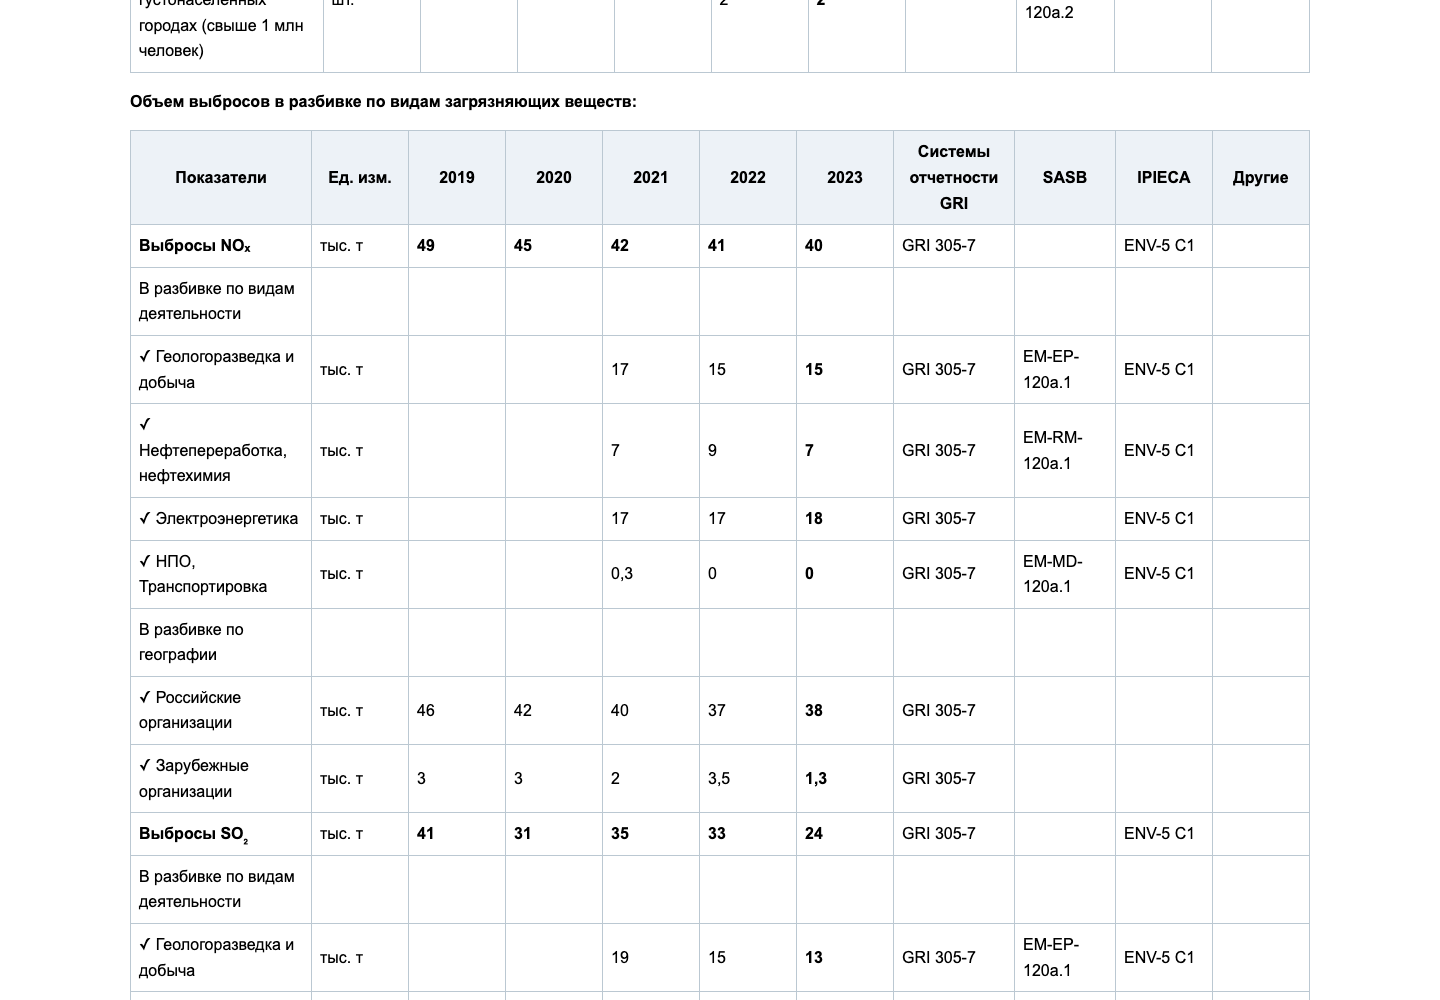 городах (свыше 1 млн
человек)
2
2
120a.2
Объем выбросов в разбивке по видам загрязняющих веществ:
Показатели
Ед. изм.
2019
2020
2021
2022
2023
Системы
отчетности
GRI
SASB
IPIECA
Другие
Выбросы NOₓ
тыс. т
49
45
42
41
40
GRI 305-7
ENV-5 C1
В разбивке по видам
деятельности
✓ Геологоразведка и
добыча
тыс. т
17
15
15
GRI 305-7
EM-EP-
120a.1
ENV-5 C1
✓
Нефтепереработка,
нефтехимия
тыс. т
7
9
7
GRI 305-7
EM-RM-
120a.1
ENV-5 C1
✓ Электроэнергетика
тыс. т
17
17
18
GRI 305-7
ENV-5 C1
✓ НПО,
Транспортировка
тыс. т
0,3
0
0
GRI 305-7
EM-MD-
120a.1
ENV-5 C1
В разбивке по
географии
✓ Российские
организации
тыс. т
46
42
40
37
38
GRI 305-7
✓ Зарубежные
организации
тыс. т
3
3
2
3,5
1,3
GRI 305-7
Выбросы SO₂
тыс. т
41
31
35
33
24
GRI 305-7
ENV-5 C1
В разбивке по видам
деятельности
✓ Геологоразведка и
добыча
тыс. т
19
15
13
GRI 305-7
EM-EP-
120a.1
ENV-5 C1